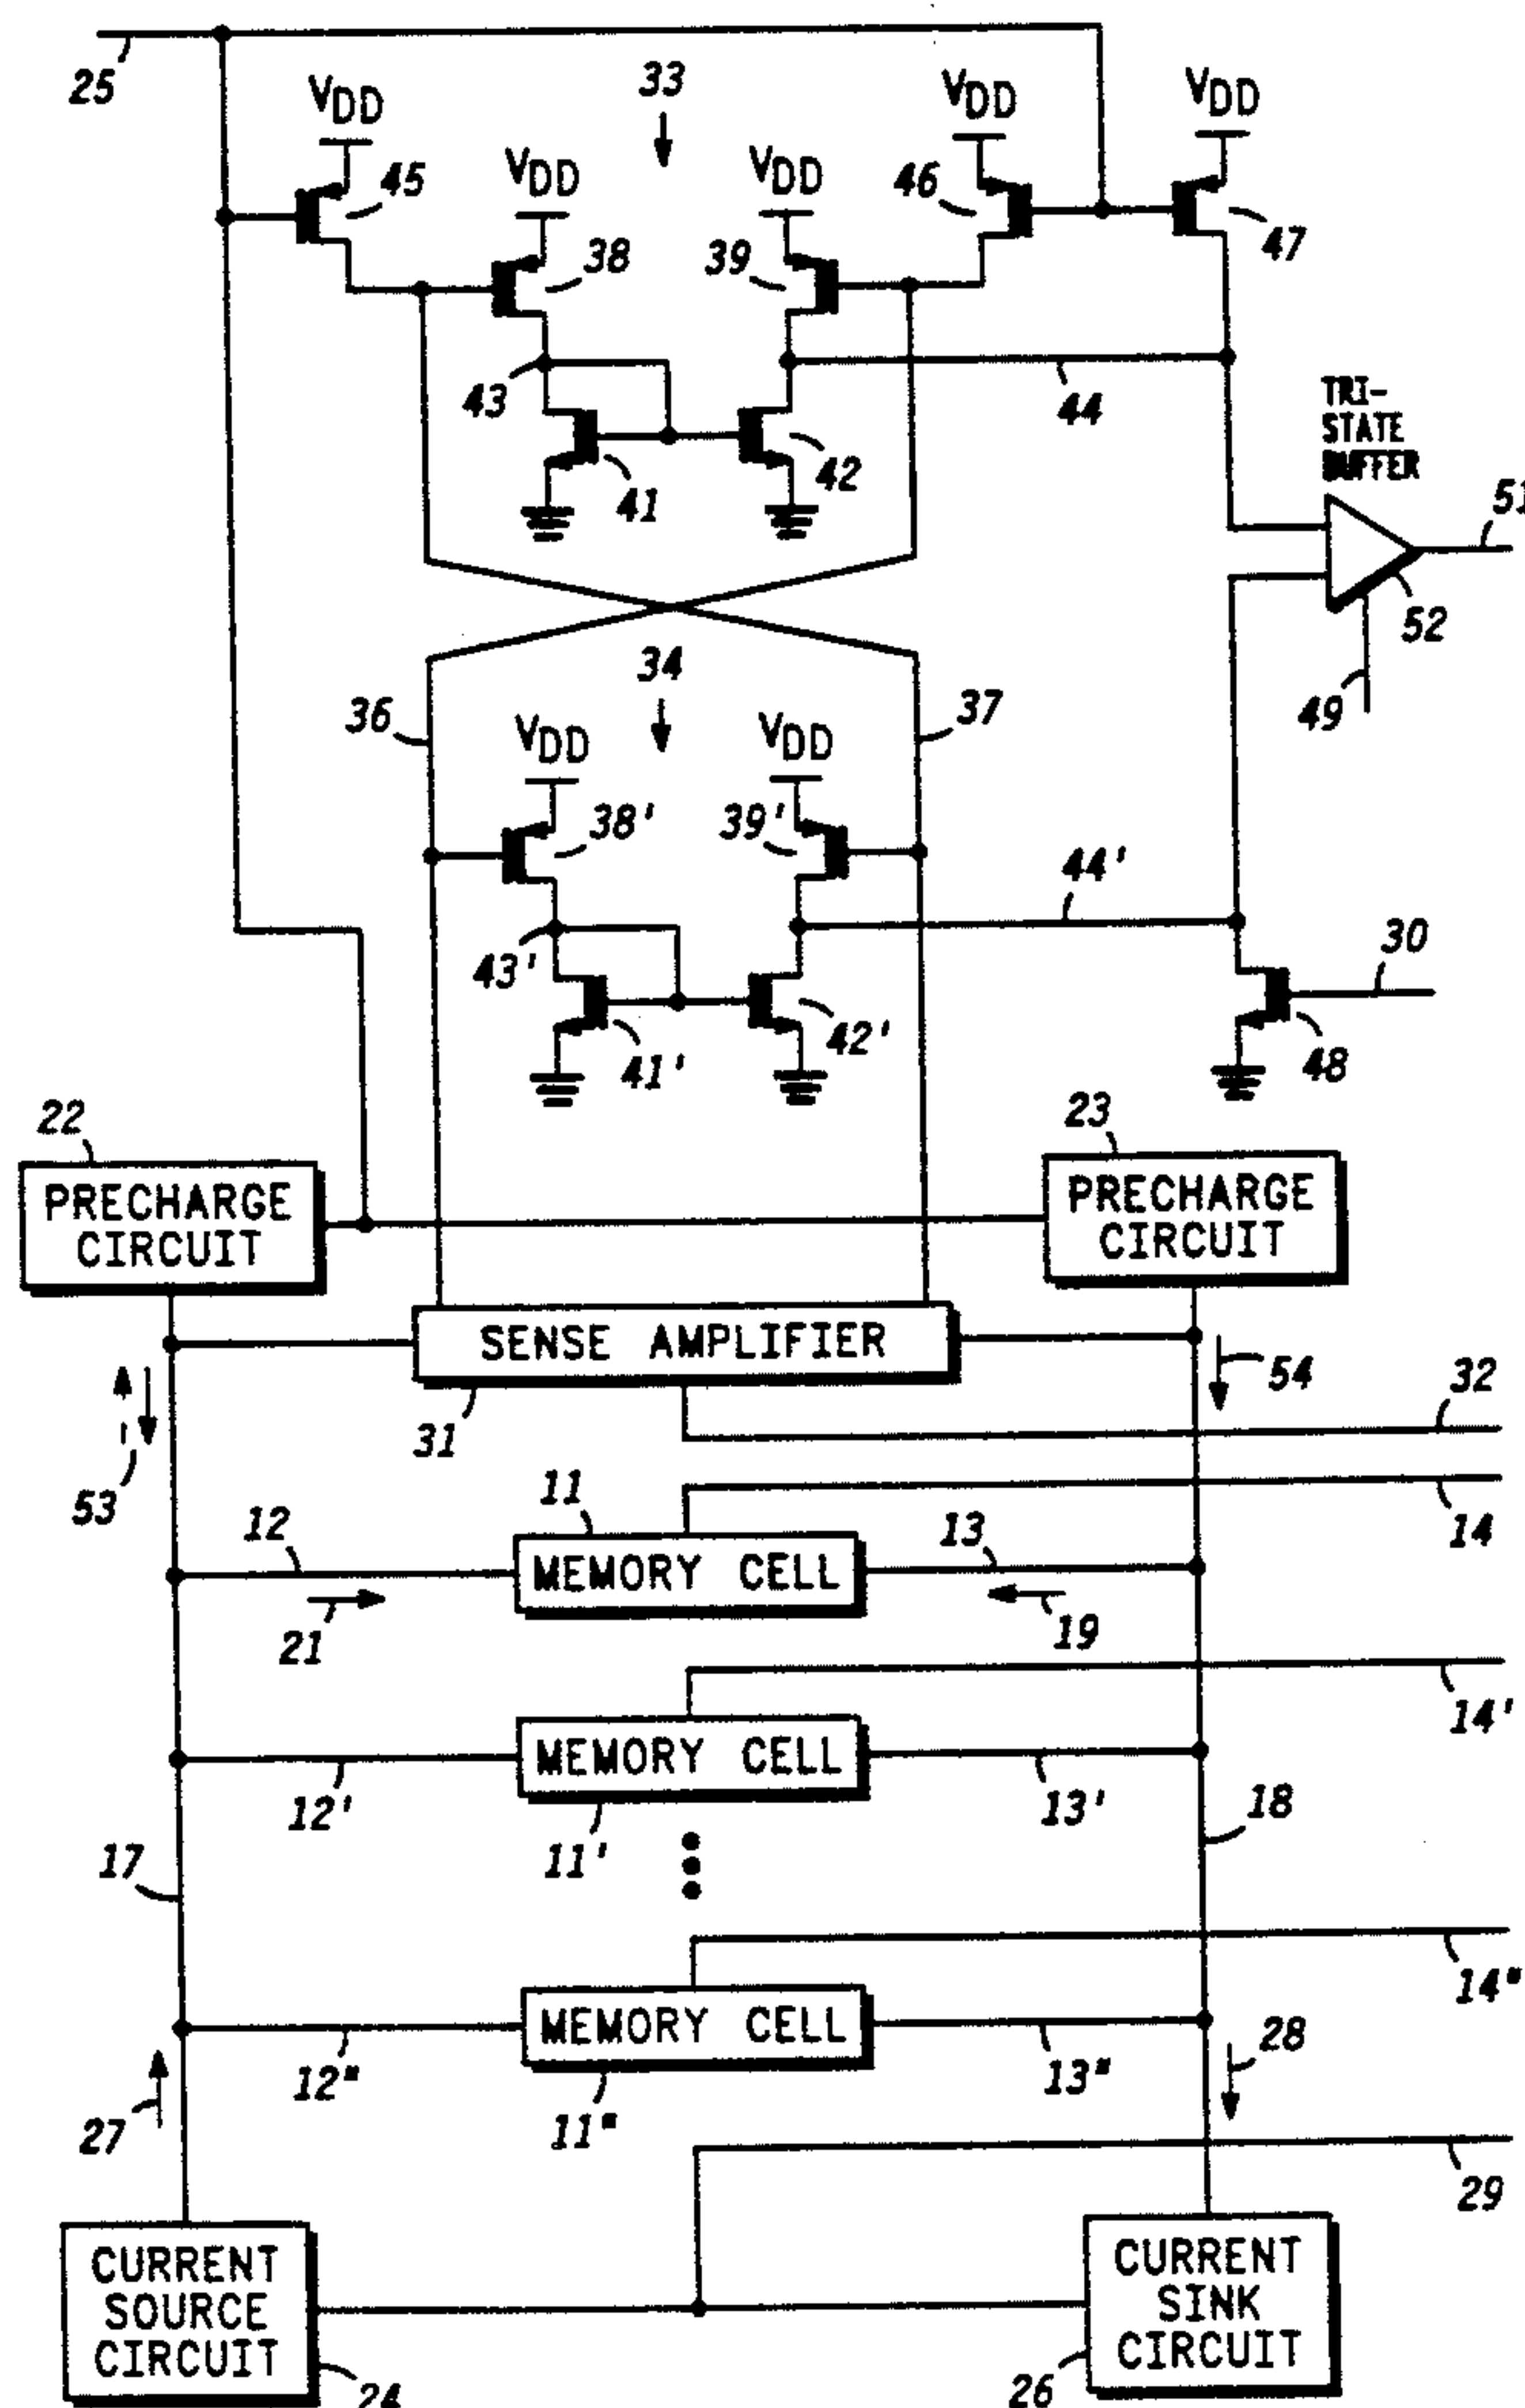 25
VDD
33
VDD
VDD
45
VDD
VDD
46
47
38
39
43
44
41
42
TRI-
STATE
BUFFER
51
52
49
36
34
37
VDD
VDD
38'
39'
44'
43'
30
41'
42'
48
22
23
PRECHARGE
CIRCUIT
PRECHARGE
CIRCUIT
SENSE AMPLIFIER
31
54
32
53
11
12
13
14
MEMORY CELL
21
19
14'
MEMORY CELL
12'
11'
13'
18
17
14"
MEMORY CELL
12"
11"
13"
28
27
29
CURRENT
SOURCE
CIRCUIT
CURRENT
SINK
CIRCUIT
24
26